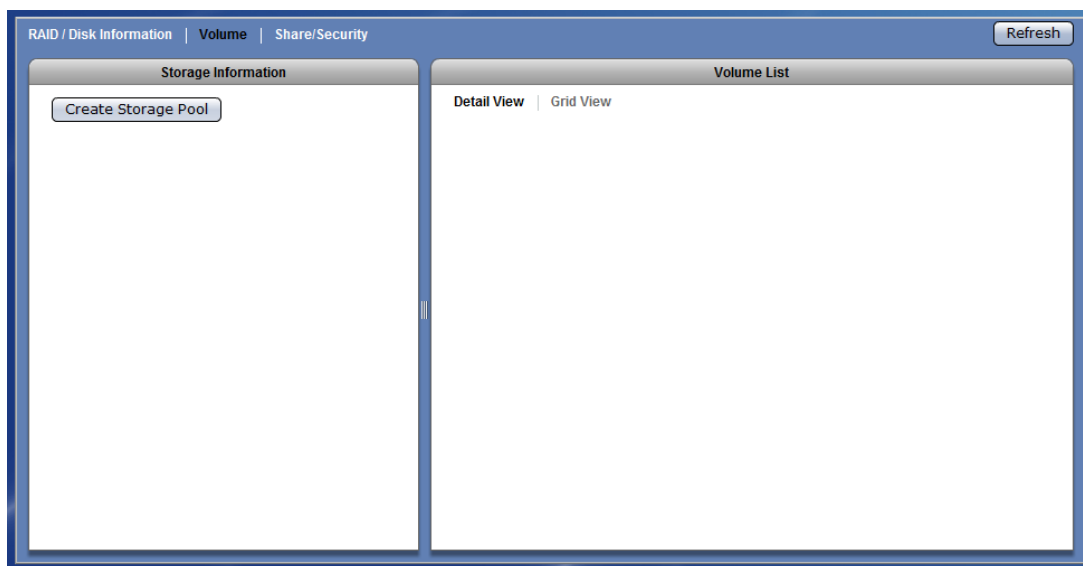 RAID / Disk Information | Volume | Share/Security
Refresh
Storage Information
Create Storage Pool
Volume List
Detail View | Grid View